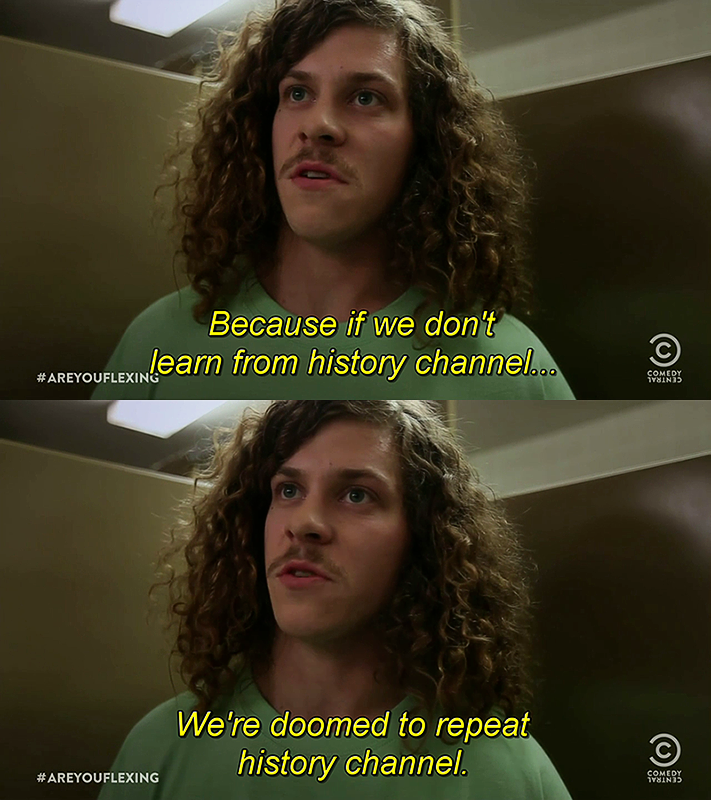 Because if we don't
learn from history channel...
#AREYOUFLEXING
COMEDY
CENTRAL
We're doomed to repeat
history channel.
#AREYOUFLEXING
COMEDY
CENTRAL